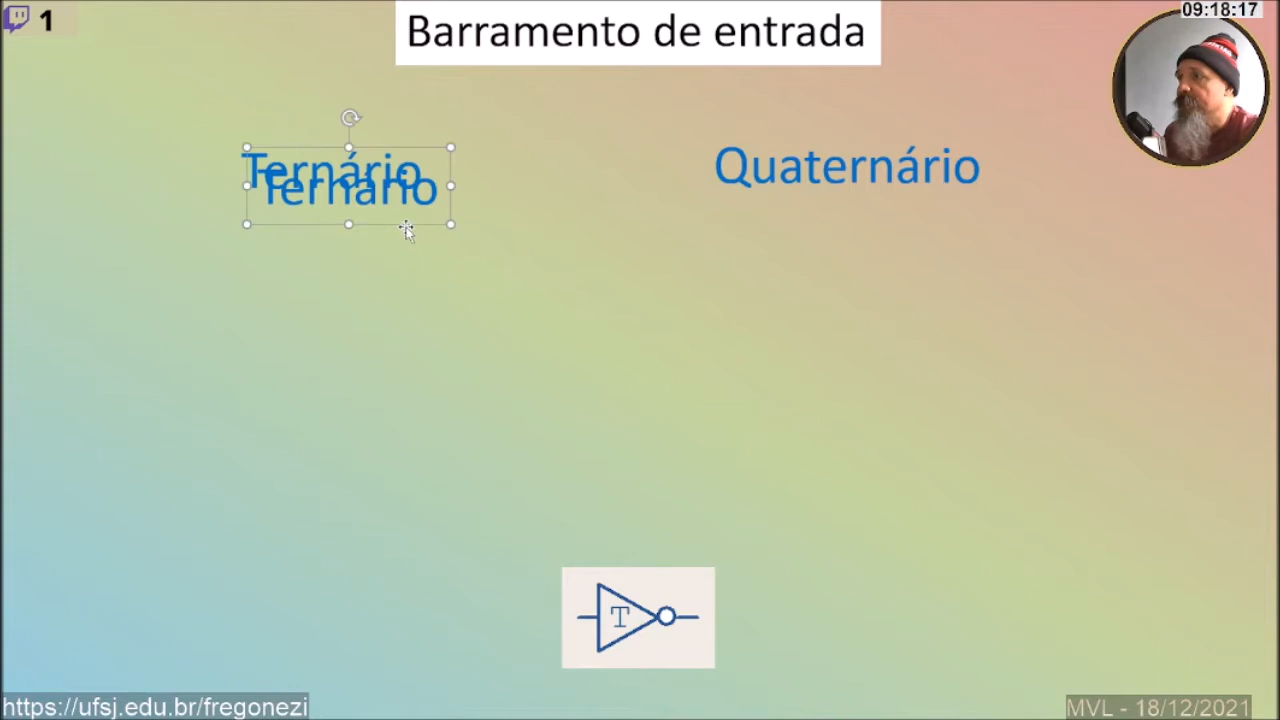 1
Barramento de entrada
09:18:17
Ternário
Ternário
Quaternário
T
https://ufsj.edu.br/fregonezi
MVL - 18/12/2021